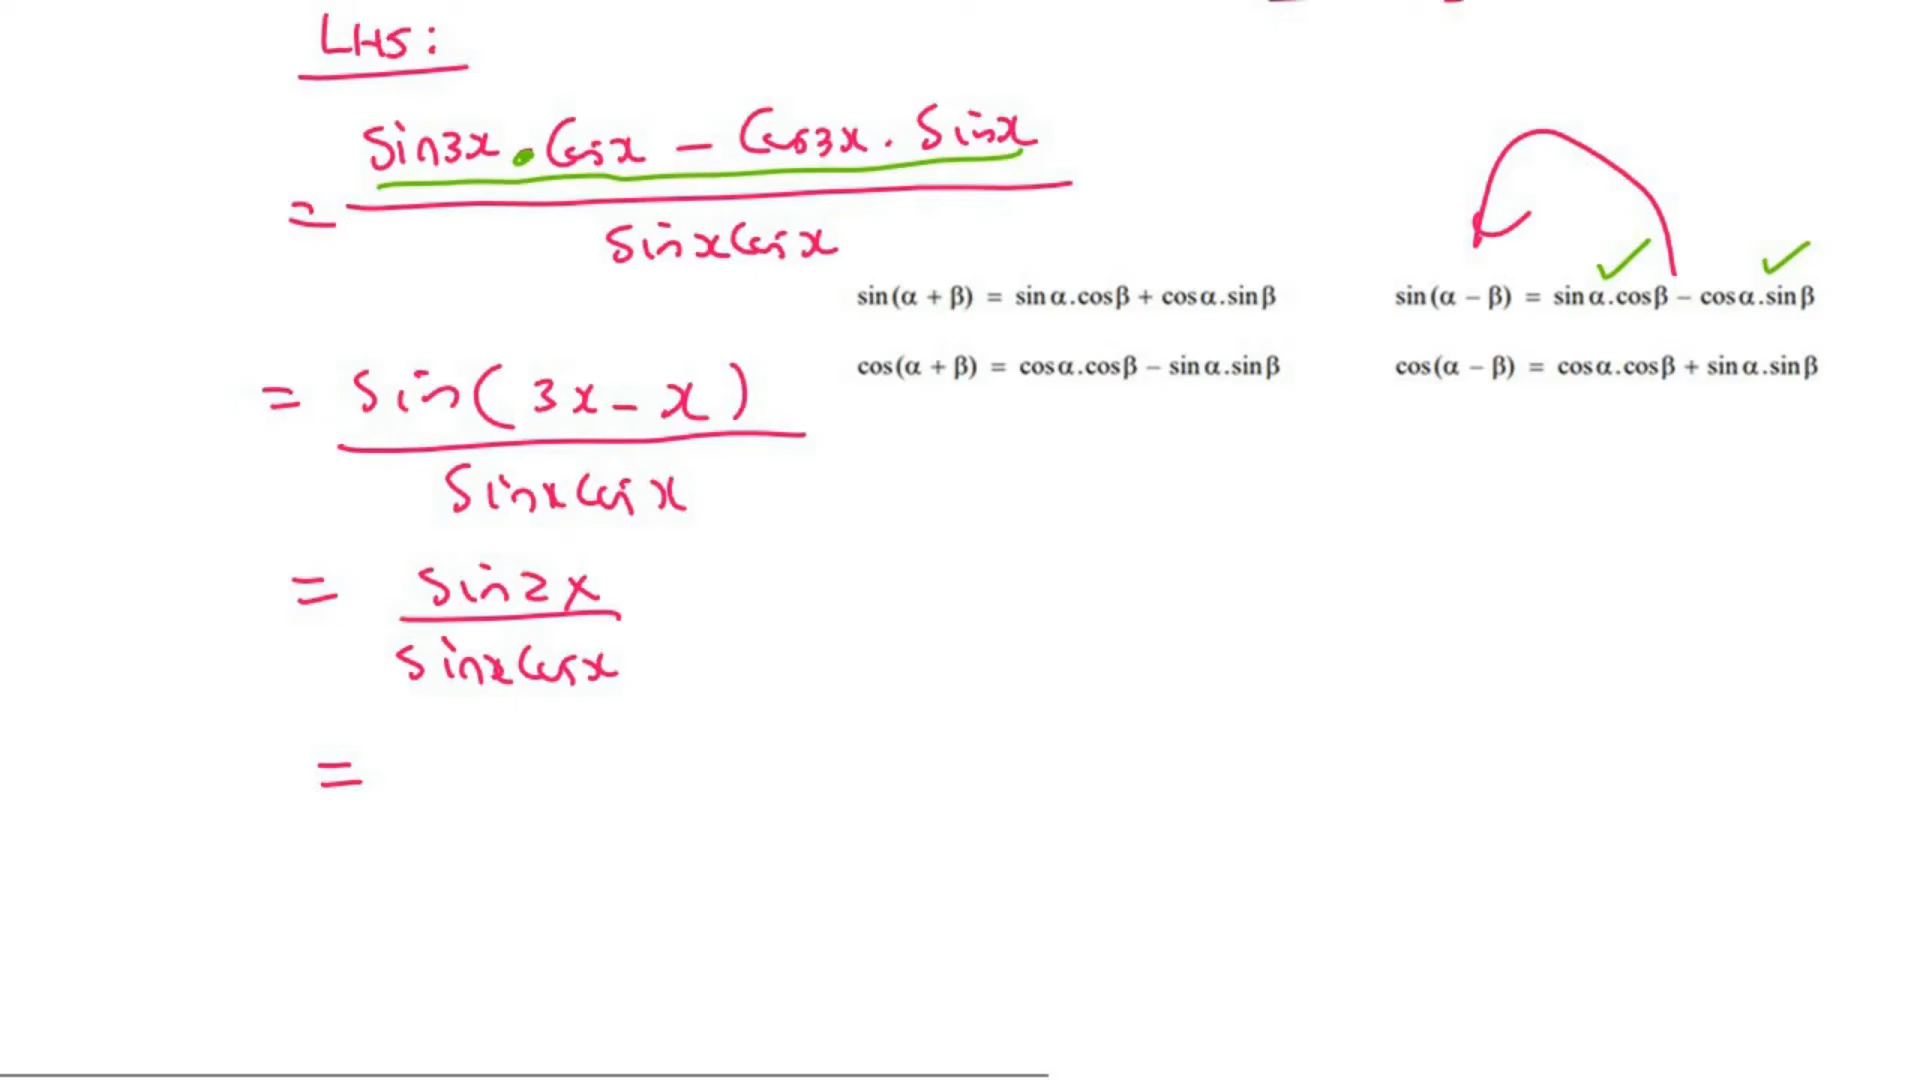 LHS:
sin3x . cosx − cos3x . sinx
=
sinxcosx
sin(α + β) = sinα.cosβ + cosα.sinβ
sin(α − β) = sinα.cosβ − cosα.sinβ
cos(α + β) = cosα.cosβ − sinα.sinβ
cos(α − β) = cosα.cosβ + sinα.sinβ
= sin(3x − x)
sinxcosx
= sin2x
sinxcosx
=